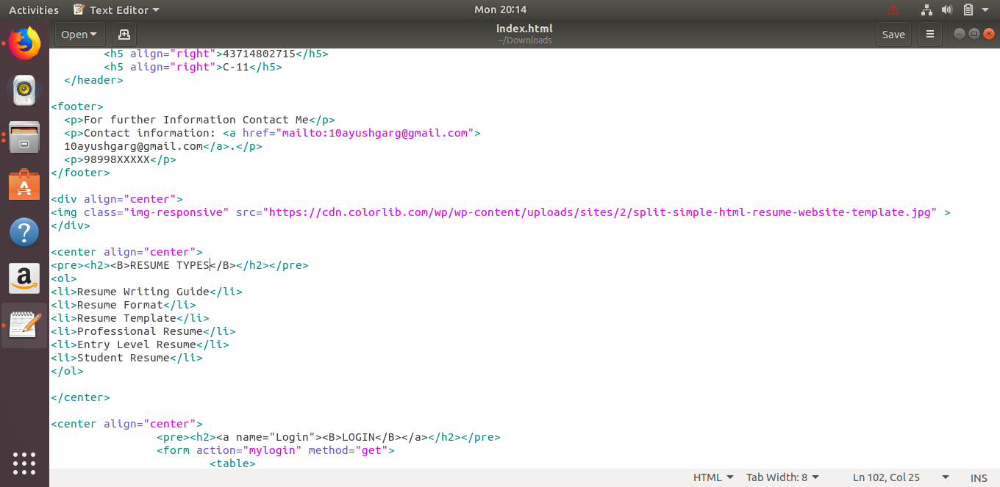 Activities Text Editor Mon 20:14
Open index.html Save
~/Downloads
<h5 align="right">43714802715</h5>
<h5 align="right">C-11</h5>
</header>
<footer>
<p>For further Information Contact Me</p>
<p>Contact information: <a href="mailto:10ayushgarg@gmail.com">
10ayushgarg@gmail.com</a>.</p>
<p>98998XXXXX</p>
</footer>
<div align="center">
<img class="img-responsive" src="https://cdn.colorlib.com/wp/wp-content/uploads/sites/2/split-simple-html-resume-website-template.jpg" >
</div>
<center align="center">
<pre><h2><B>RESUME TYPES</B></h2></pre>
<ol>
<li>Resume Writing Guide</li>
<li>Resume Format</li>
<li>Resume Template</li>
<li>Professional Resume</li>
<li>Entry Level Resume</li>
<li>Student Resume</li>
</ol>
</center>
<center align="center">
<pre><h2><a name="Login"><B>LOGIN</B></a></h2></pre>
<form action="mylogin" method="get">
<table>
HTML Tab Width: 8 Ln 102, Col 25 INS